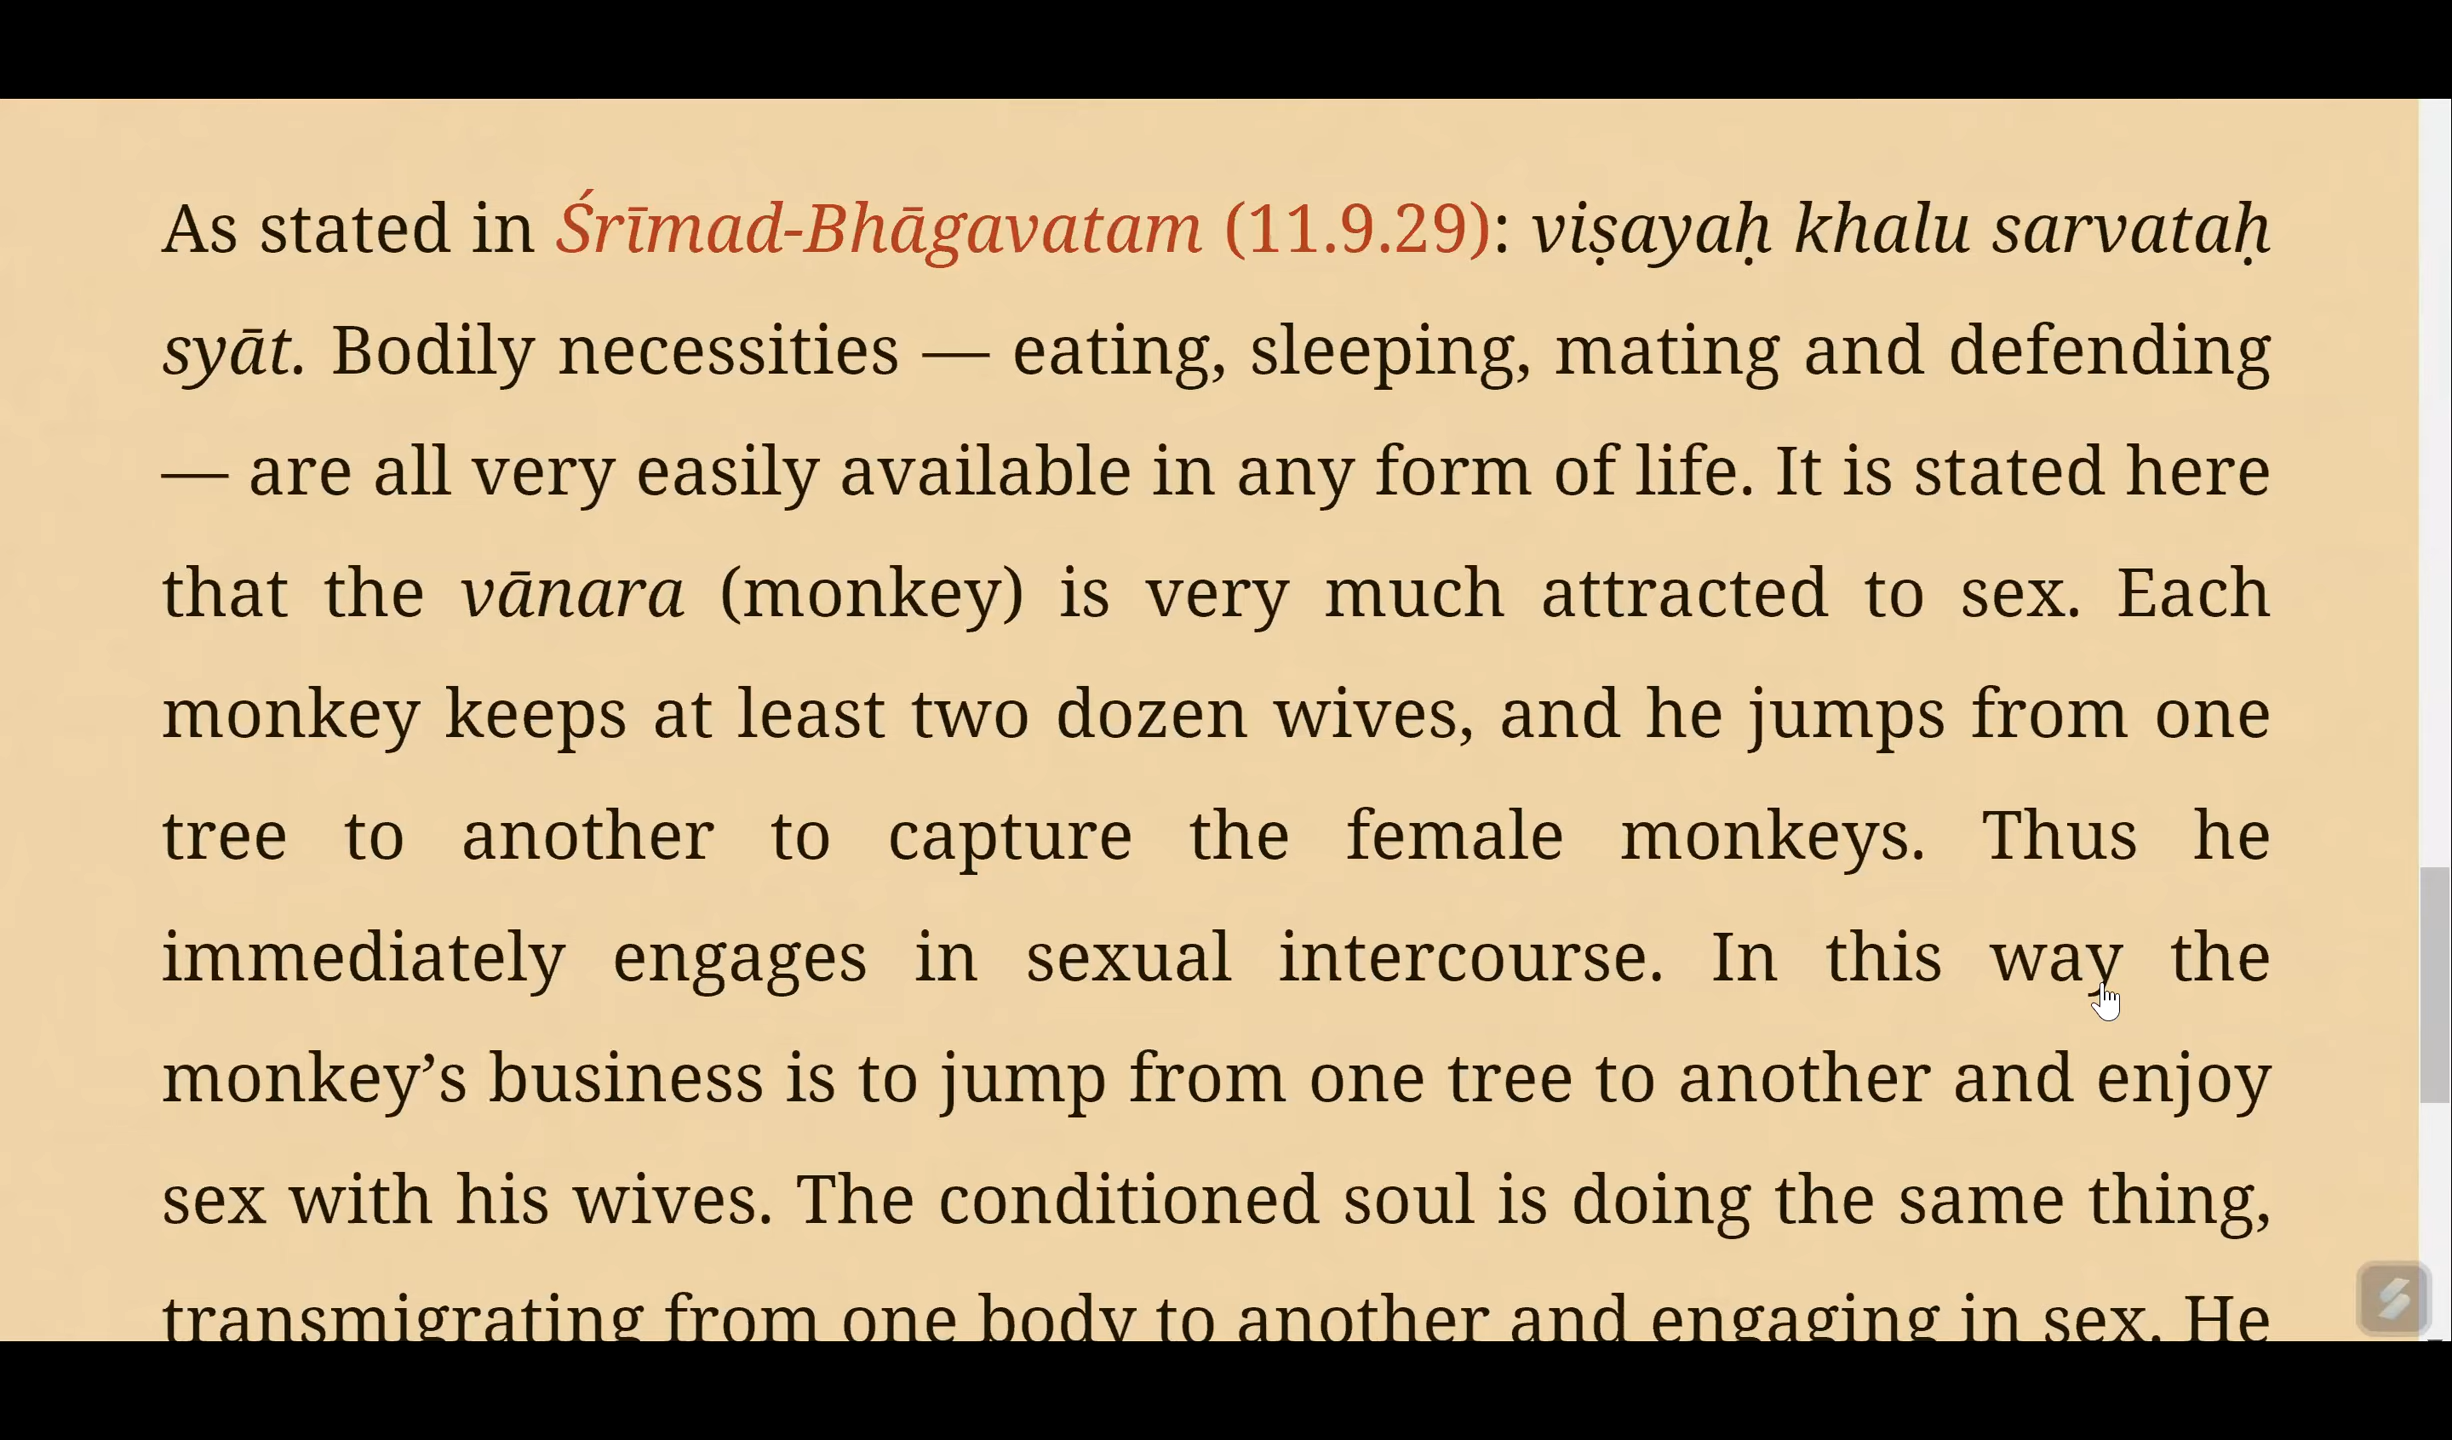 As stated in Śrīmad-Bhāgavatam (11.9.29): viṣayaḥ khalu sarvataḥ
syāt. Bodily necessities — eating, sleeping, mating and defending
— are all very easily available in any form of life. It is stated here
that the vānara (monkey) is very much attracted to sex. Each
monkey keeps at least two dozen wives, and he jumps from one
tree to another to capture the female monkeys. Thus he
immediately engages in sexual intercourse. In this way the
monkey’s business is to jump from one tree to another and enjoy
sex with his wives. The conditioned soul is doing the same thing,
transmigrating from one body to another and engaging in sex. He